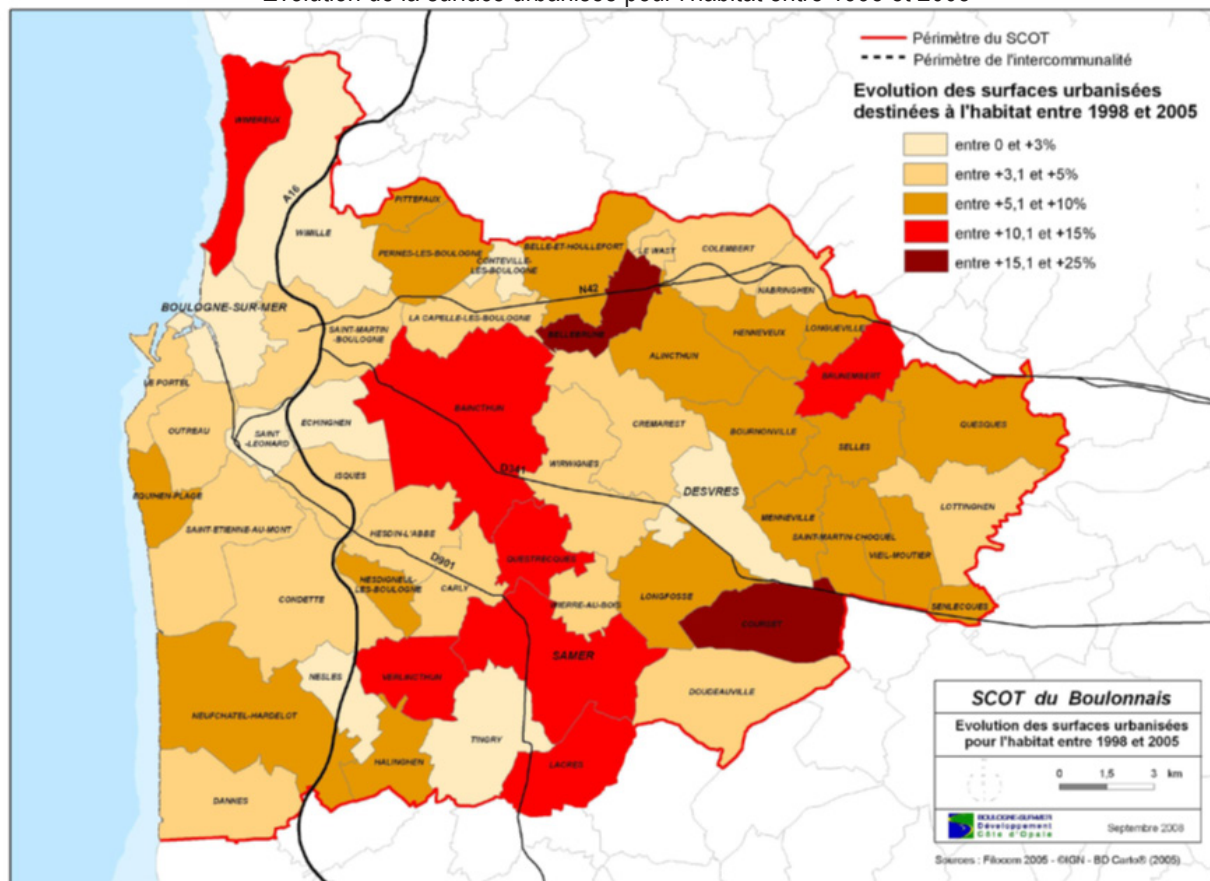 Périmètre du SCOT
Périmètre de l'intercommunalité
Evolution des surfaces urbanisées
destinées à l'habitat entre 1998 et 2005
entre 0 et +3%
entre +3,1 et +5%
entre +5,1 et +10%
entre +10,1 et +15%
entre +15,1 et +25%
WIMEREUX
A16
WIMILLE
PITTEFAUX
PERNES-LES-BOULOGNE
CONTEVILLE
-LES-BOULOGNE
BELLE-ET-HOULLEFORT
LE WAST
COLEMBERT
NABRINGHEN
N42
BOULOGNE-SUR-MER
SAINT-MARTIN
-BOULOGNE
LA CAPELLE-LES-BOULOGNE
BELLEBRUNE
ALINCTHUN
HENNEVEUX
LONGUEVILLE
BRUNEMBERT
LE PORTEL
OUTREAU
SAINT
-LEONARD
ECHINGHEN
BAINCTHUN
CREMAREST
WIRWIGNES
BOURNONVILLE
SELLES
QUESQUES
ISQUES
D341
DESVRES
LOTTINGHEN
EQUIHEN-PLAGE
SAINT-ETIENNE-AU-MONT
HESDIN-L'ABBE
QUESTRECQUES
MENNEVILLE
SAINT-MARTIN-CHOQUEL
VIEL-MOUTIER
D901
CONDETTE
HESDIGNEUL-
LES-BOULOGNE
CARLY
WIERRE-AU-BOIS
LONGFOSSE
SENLECQUES
COURSET
SAMER
NESLES
VERLINCTHUN
DOUDEAUVILLE
NEUFCHATEL-HARDELOT
TINGRY
HALINGHEN
LACRES
DANNES
SCOT du Boulonnais
Evolution des surfaces urbanisées
pour l'habitat entre 1998 et 2005
0 1,5 3 km
BOULOGNE-SUR-MER
Développement
Côte d'Opale
Septembre 2008
Sources : Filocom 2005 - ©IGN - BD Carto® (2005)